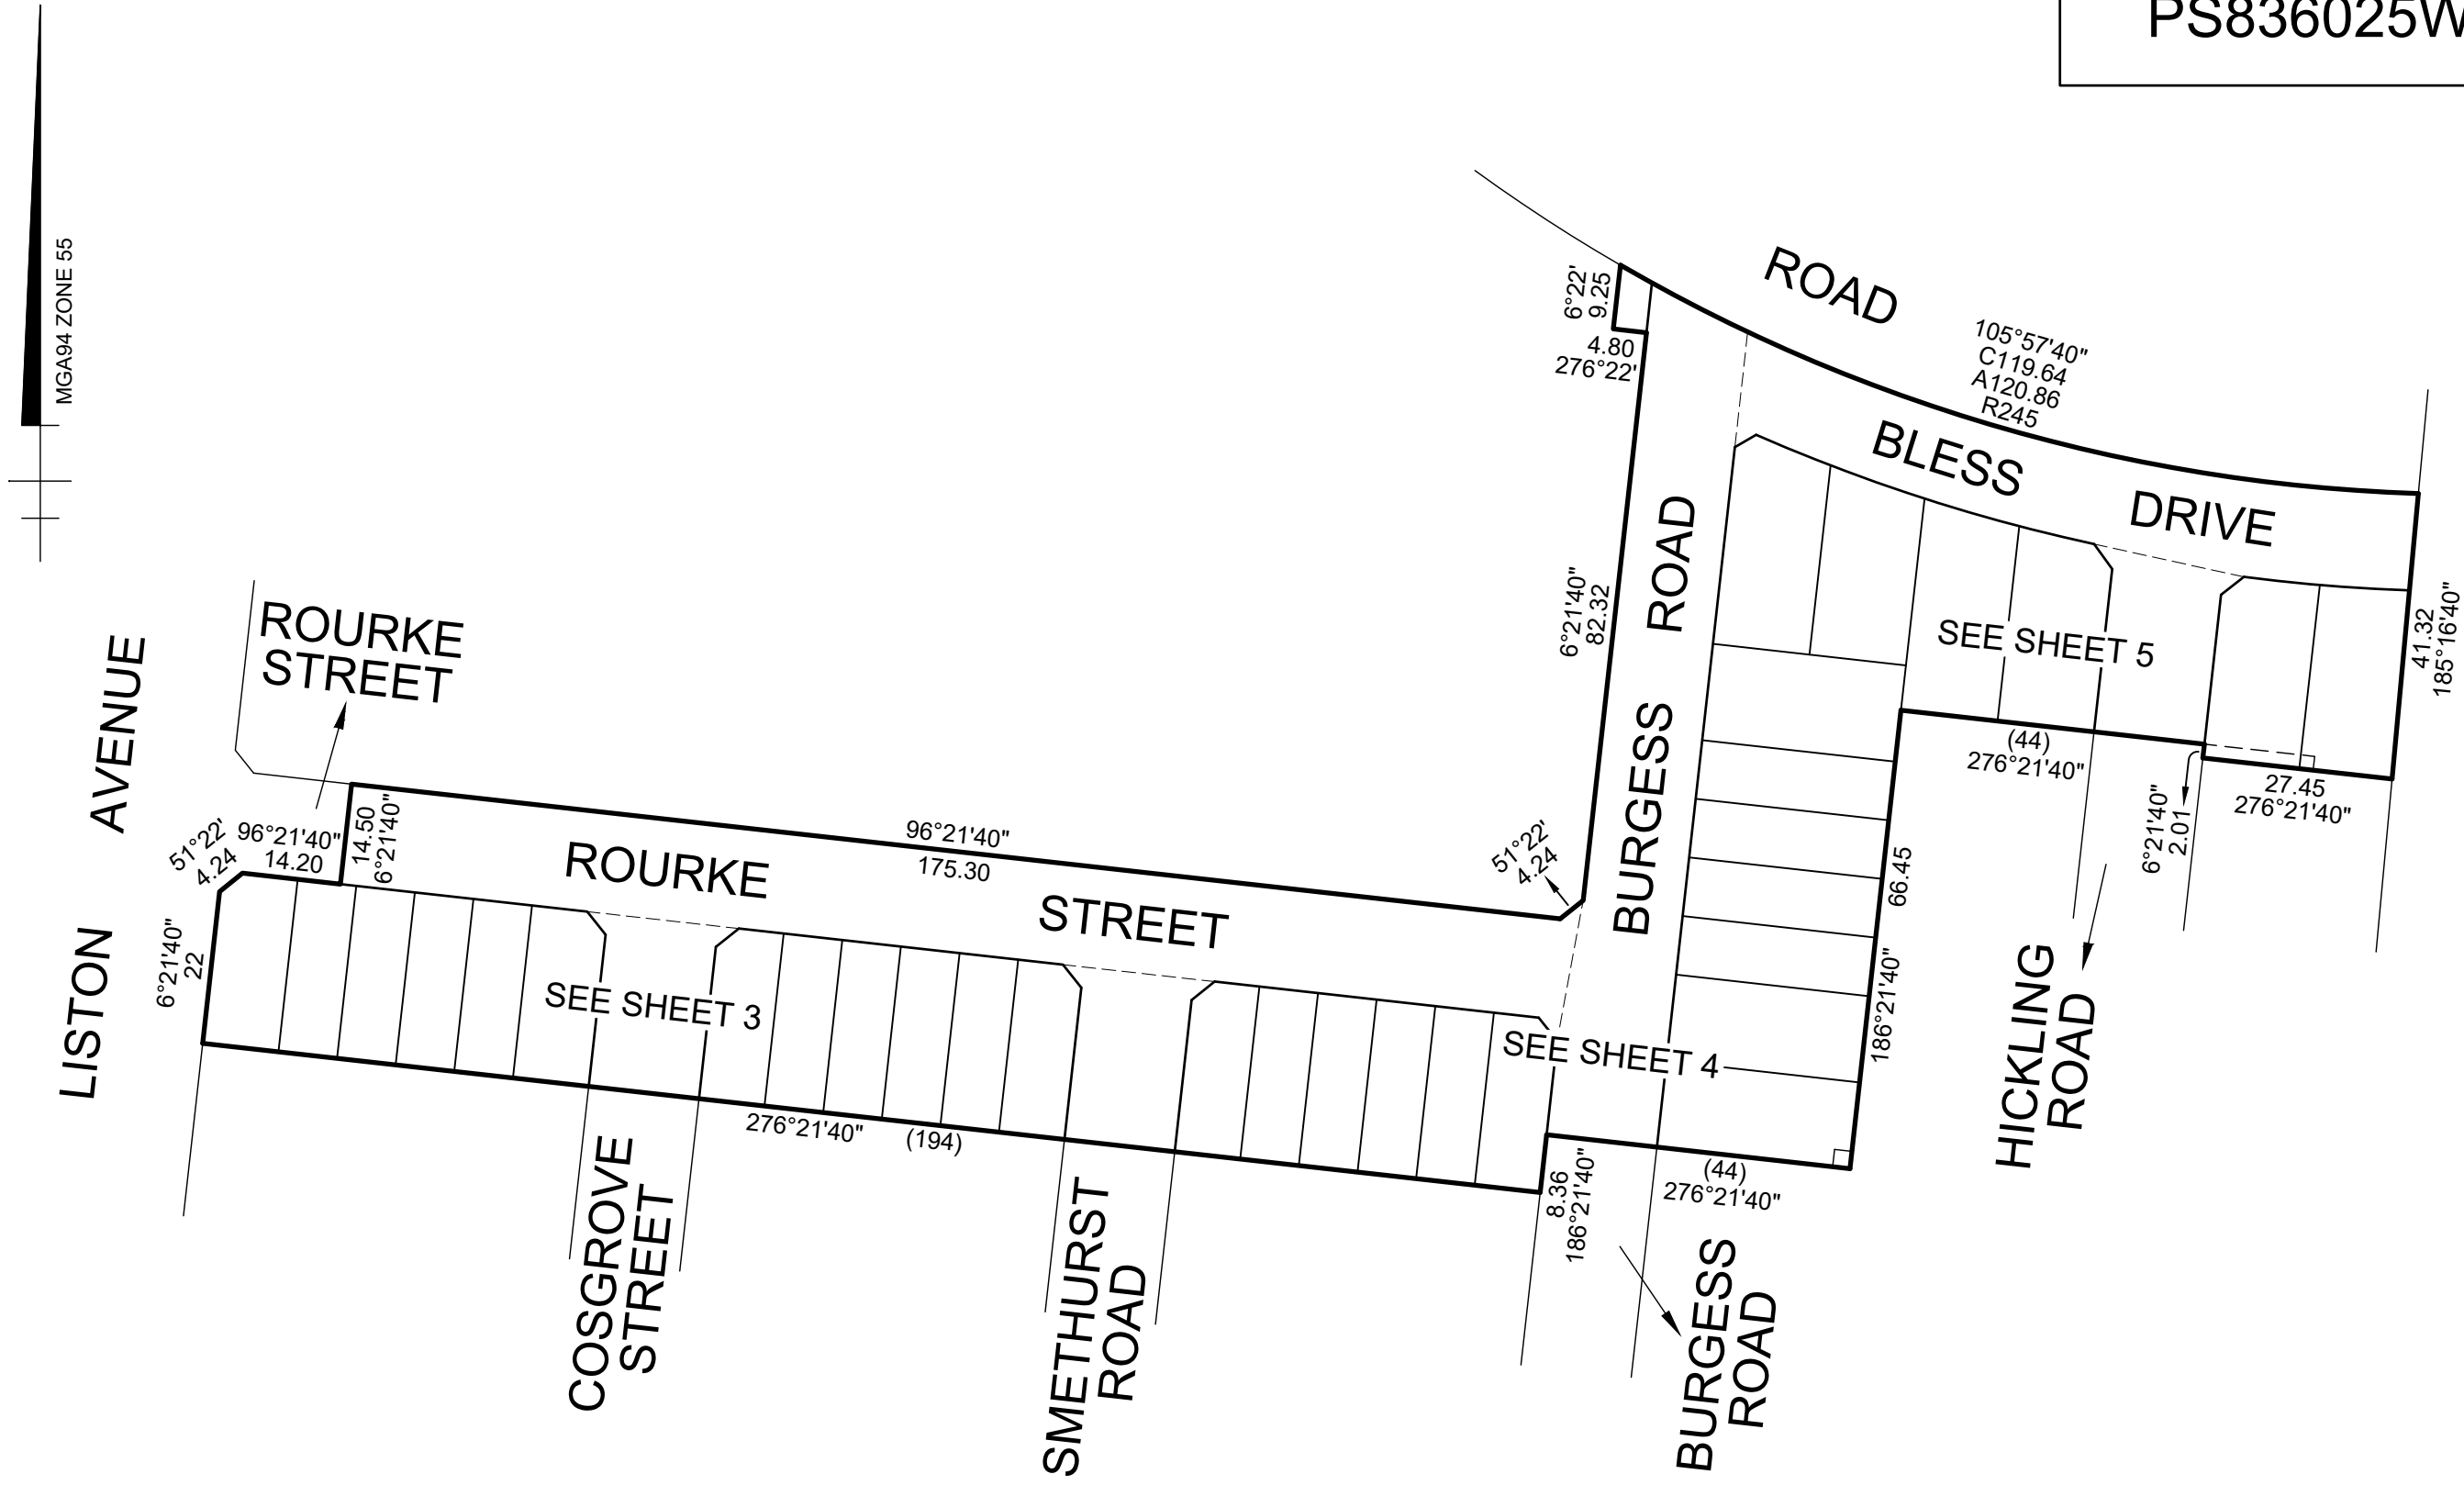 PS836025W
MGA94 ZONE 55
ROAD
6°22'
9.25
4.80
276°22'
105°57'40"
C119.64
A120.86
R245
BLESS
DRIVE
ROAD
BURGESS
6°21'40"
82.32
SEE SHEET 5
41.32
185°16'40"
ROURKE
STREET
AVENUE
LISTON
51°22'
4.24
96°21'40"
14.20
14.50
6°21'40"
96°21'40"
175.30
ROURKE
STREET
51°22'
4.24
(44)
276°21'40"
6°21'40"
2.01
27.45
276°21'40"
66.45
186°21'40"
6°21'40"
22
SEE SHEET 3
SEE SHEET 4
HICKLING
ROAD
276°21'40"
(194)
8.36
186°21'40"
(44)
276°21'40"
COSGROVE
STREET
SMETHURST
ROAD
BURGESS
ROAD